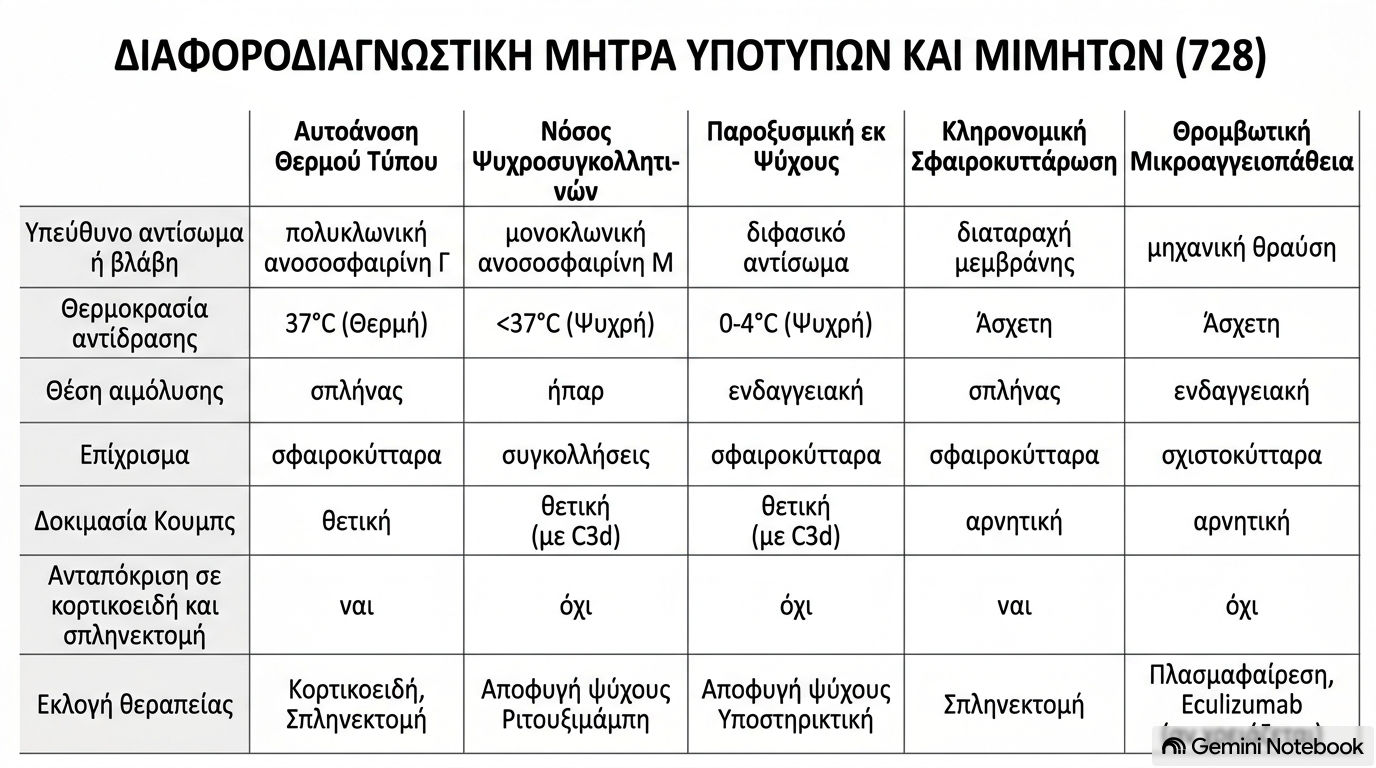 ΔΙΑΦΟΡΟΔΙΑΓΝΩΣΤΙΚΗ ΜΗΤΡΑ ΥΠΟΤΥΠΩΝ ΚΑΙ ΜΙΜΗΤΩΝ (728)
Αυτοάνοση
Θερμού Τύπου
Νόσος
Ψυχροσυγκολλητι-
νών
Παροξυσμική εκ
Ψύχους
Κληρονομική
Σφαιροκυττάρωση
Θρομβωτική
Μικροαγγειοπάθεια
Υπεύθυνο αντίσωμα
ή βλάβη
πολυκλωνική
ανοσοσφαιρίνη Γ
μονοκλωνική
ανοσοσφαιρίνη Μ
διφασικό
αντίσωμα
διαταραχή
μεμβράνης
μηχανική θραύση
Θερμοκρασία
αντίδρασης
37°C (Θερμή)
<37°C (Ψυχρή)
0-4°C (Ψυχρή)
Άσχετη
Άσχετη
Θέση αιμόλυσης
σπλήνας
ήπαρ
ενδαγγειακή
σπλήνας
ενδαγγειακή
Επίχρισμα
σφαιροκύτταρα
συγκολλήσεις
σφαιροκύτταρα
σφαιροκύτταρα
σχιστοκύτταρα
Δοκιμασία Κουμπς
θετική
θετική
(με C3d)
θετική
(με C3d)
αρνητική
αρνητική
Ανταπόκριση σε
κορτικοειδή και
σπληνεκτομή
ναι
όχι
όχι
ναι
όχι
Εκλογή θεραπείας
Κορτικοειδή,
Σπληνεκτομή
Αποφυγή ψύχους
Ριτουξιμάμπη
Αποφυγή ψύχους
Υποστηρικτική
Σπληνεκτομή
Πλασμαφαίρεση,
Eculizumab
Gemini Notebook